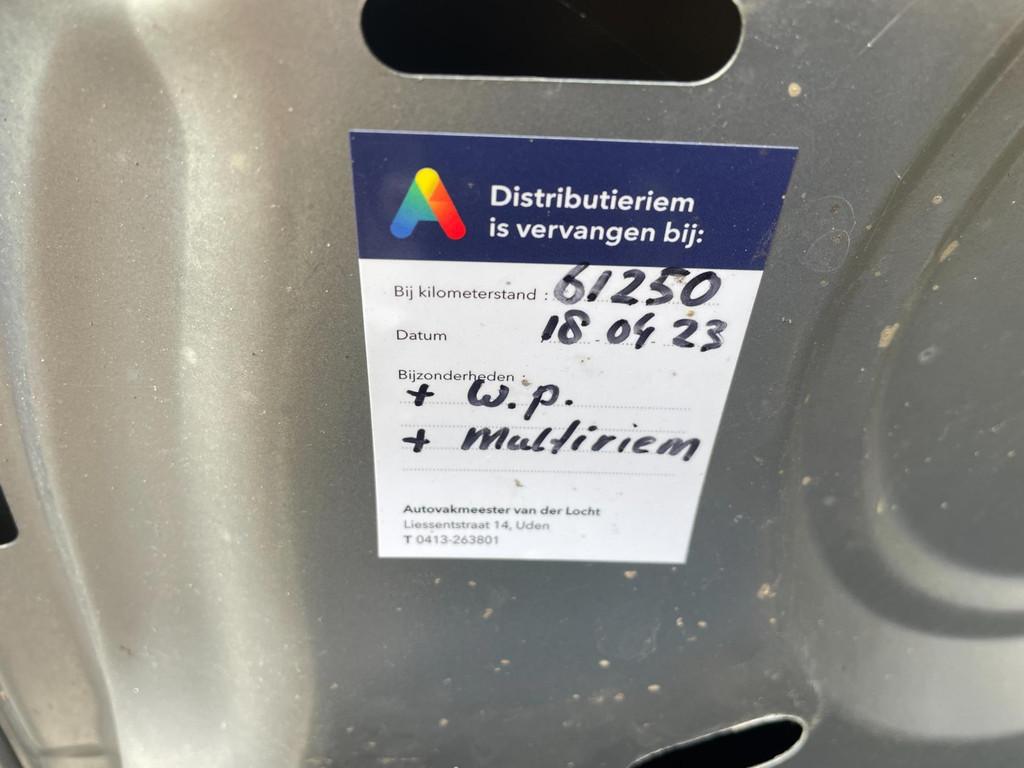 Distributieriem
is vervangen bij:
Bij kilometerstand : 61250
Datum 18 04 23
Bijzonderheden :
+ W.p.
+ Multiriem
Autovakmeester van der Locht
Liessentstraat 14, Uden
T 0413-263801